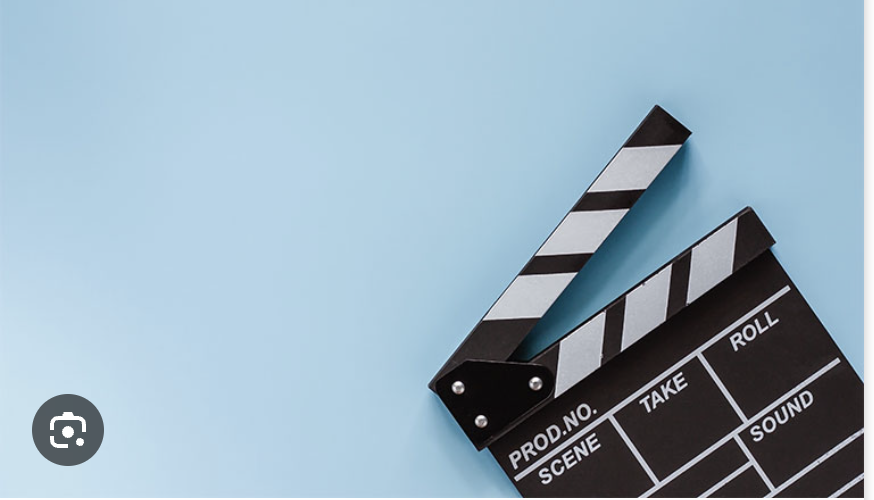 PROD.NO.
SCENE TAKE ROLL
SOUND